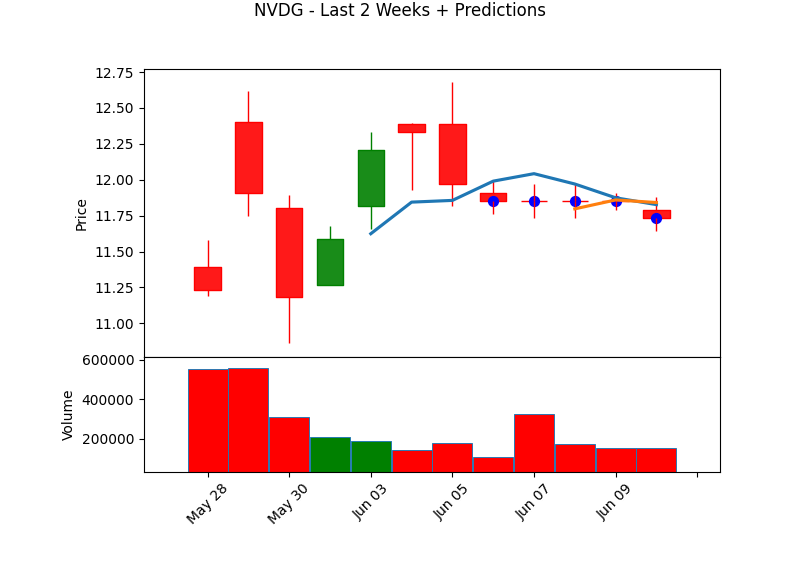 NVDG - Last 2 Weeks + Predictions
12.75
12.50
12.25
12.00
11.75
11.50
11.25
11.00
Price
600000
400000
200000
Volume
May 28
May 30
Jun 03
Jun 05
Jun 07
Jun 09